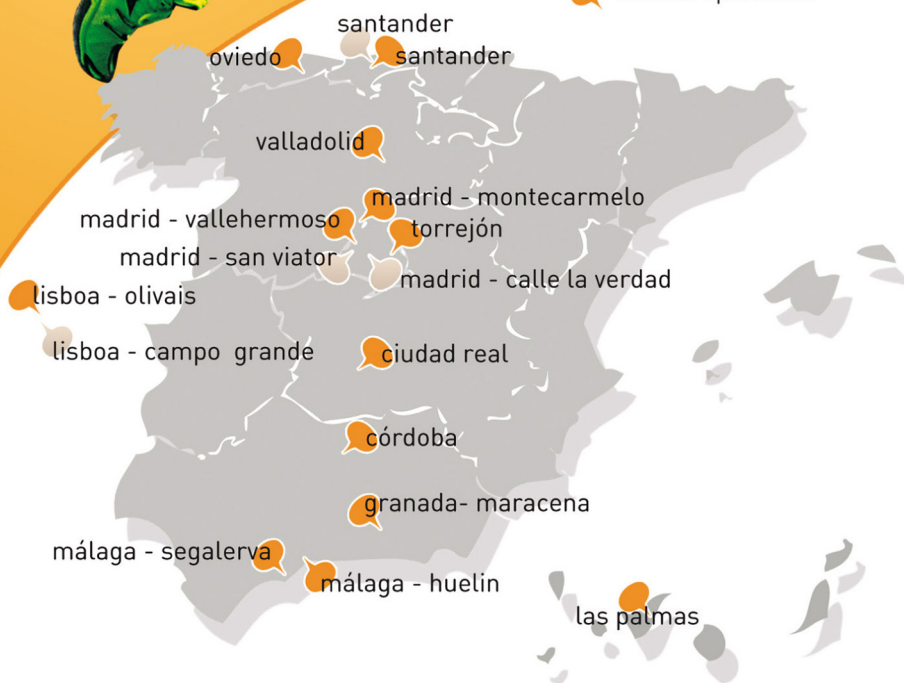 santander
oviedo
santander
valladolid
madrid - montecarmelo
madrid - vallehermoso
torrejón
madrid - san viator
madrid - calle la verdad
lisboa - olivais
lisboa - campo grande
ciudad real
córdoba
granada- maracena
málaga - segalerva
málaga - huelin
las palmas